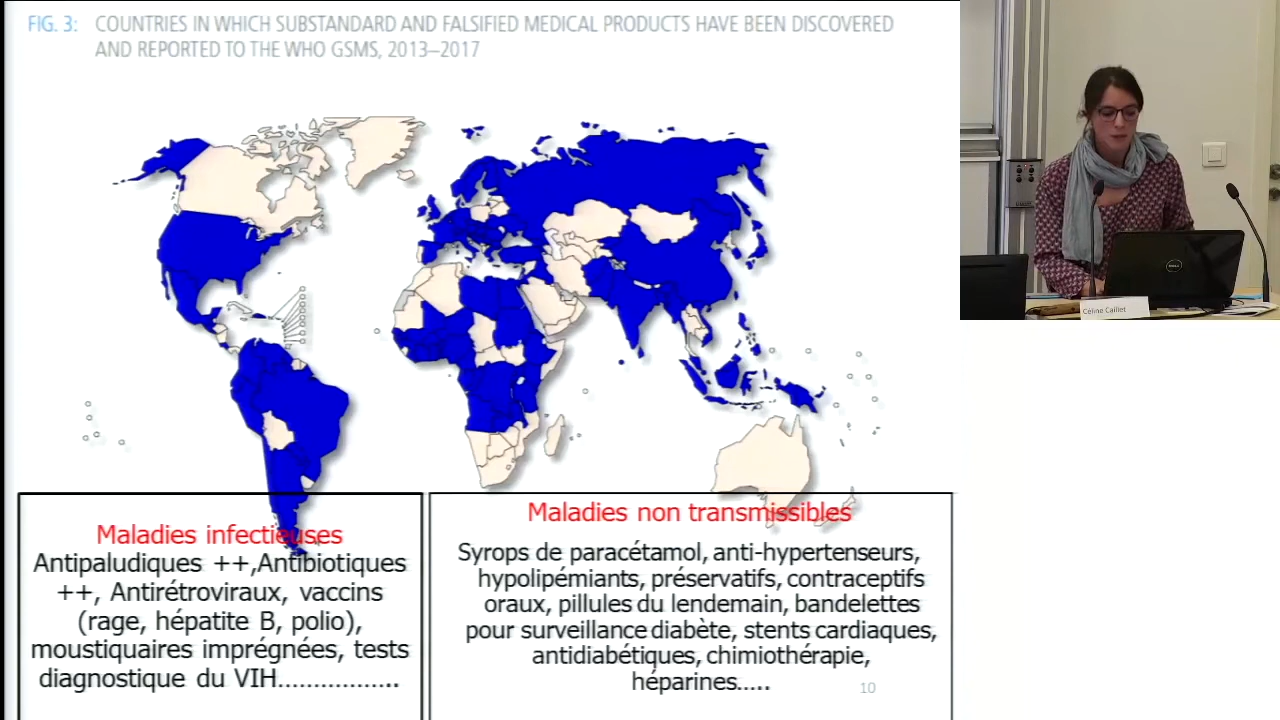 FIG. 3: COUNTRIES IN WHICH SUBSTANDARD AND FALSIFIED MEDICAL PRODUCTS HAVE BEEN DISCOVERED
AND REPORTED TO THE WHO GSMS, 2013–2017
Maladies infectieuses
Antipaludiques ++,Antibiotiques
++, Antirétroviraux, vaccins
(rage, hépatite B, polio),
moustiquaires imprégnées, tests
diagnostique du VIH.................
Maladies non transmissibles
Syrops de paracétamol, anti-hypertenseurs,
hypolipémiants, préservatifs, contraceptifs
oraux, pillules du lendemain, bandelettes
pour surveillance diabète, stents cardiaques,
antidiabétiques, chimiothérapie,
héparines.....
10
DELL
Céline Caillet